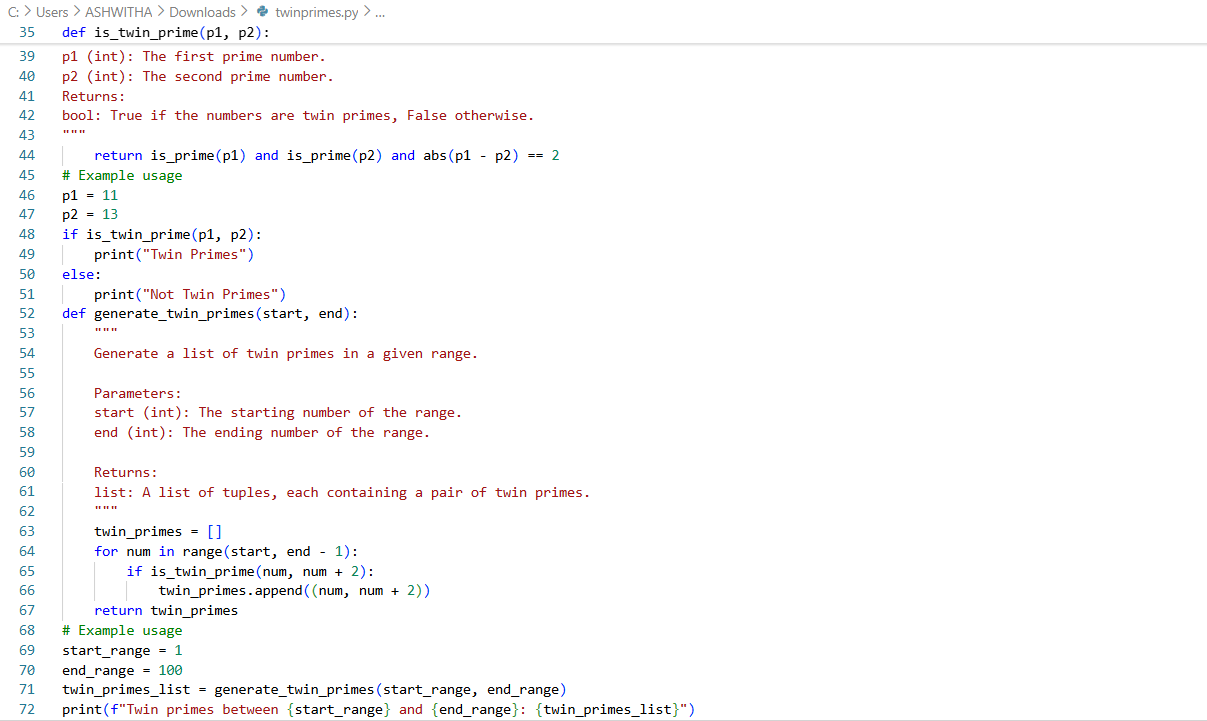 C: > Users > ASHWITHA > Downloads > twinprimes.py > ...
35 def is_twin_prime(p1, p2):
39 p1 (int): The first prime number.
40 p2 (int): The second prime number.
41 Returns:
42 bool: True if the numbers are twin primes, False otherwise.
43 """
44     return is_prime(p1) and is_prime(p2) and abs(p1 - p2) == 2
45 # Example usage
46 p1 = 11
47 p2 = 13
48 if is_twin_prime(p1, p2):
49     print("Twin Primes")
50 else:
51     print("Not Twin Primes")
52 def generate_twin_primes(start, end):
53     """
54     Generate a list of twin primes in a given range.
55
56     Parameters:
57     start (int): The starting number of the range.
58     end (int): The ending number of the range.
59
60     Returns:
61     list: A list of tuples, each containing a pair of twin primes.
62     """
63     twin_primes = []
64     for num in range(start, end - 1):
65         if is_twin_prime(num, num + 2):
66             twin_primes.append((num, num + 2))
67     return twin_primes
68 # Example usage
69 start_range = 1
70 end_range = 100
71 twin_primes_list = generate_twin_primes(start_range, end_range)
72 print(f"Twin primes between {start_range} and {end_range}: {twin_primes_list}")